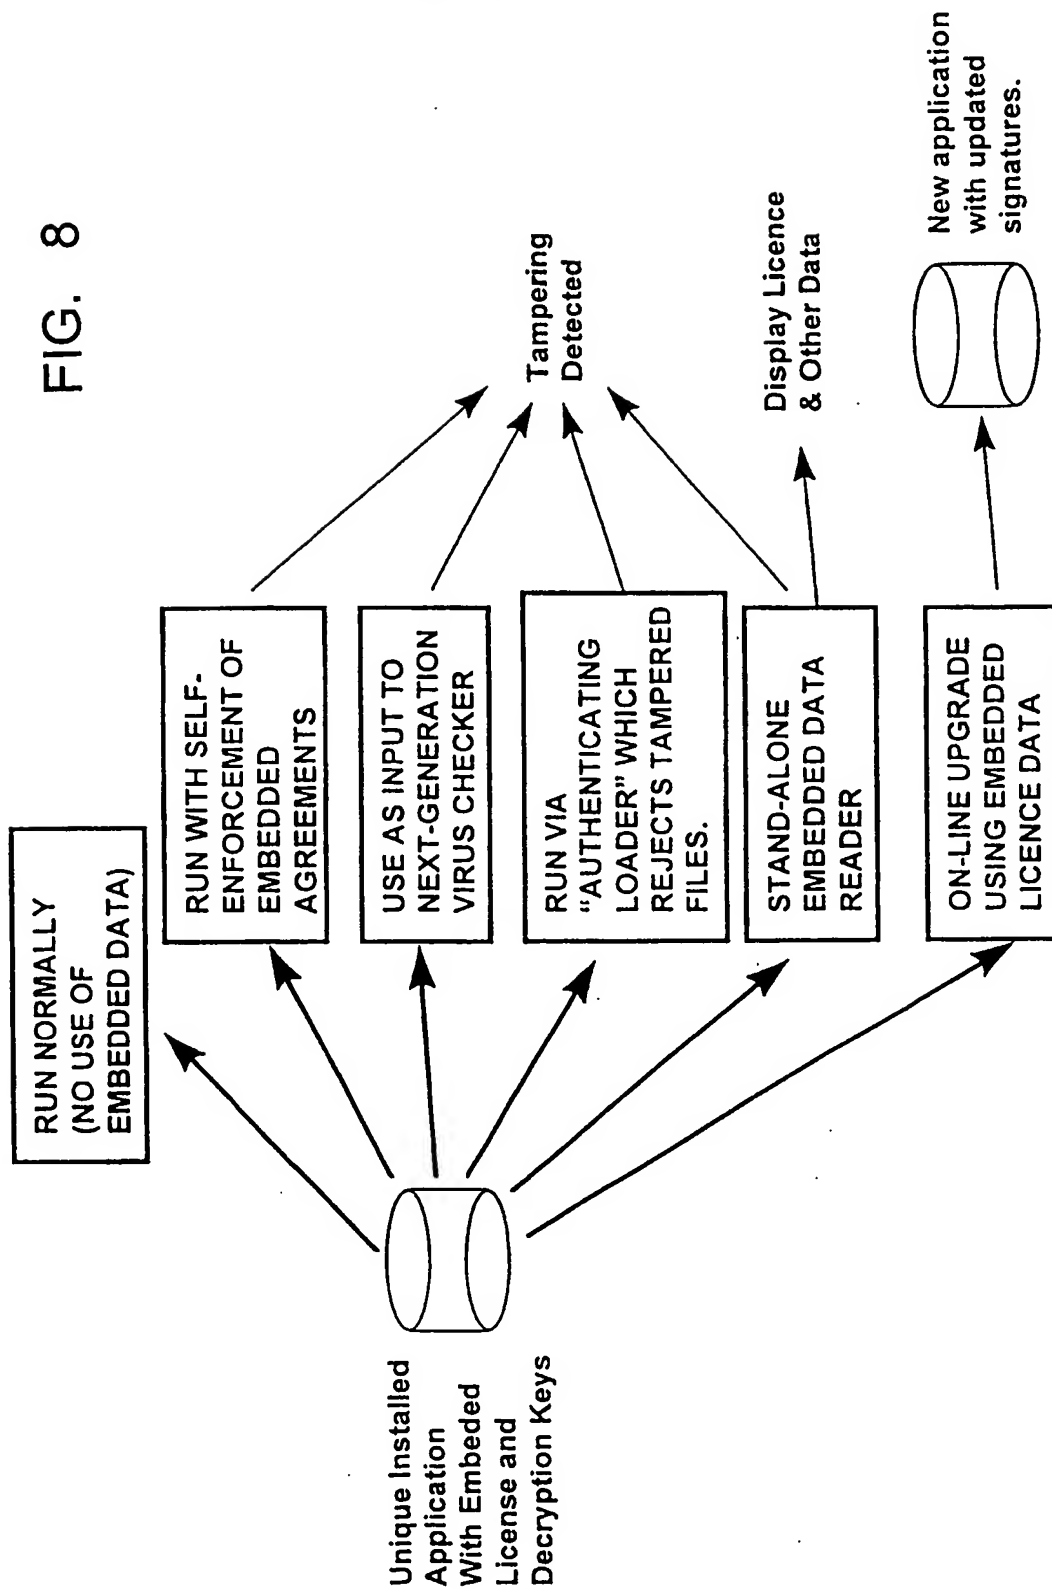 FIG. 8
Unique Installed
Application
With Embeded
License and
Decryption Keys
RUN NORMALLY
(NO USE OF
EMBEDDED DATA)
RUN WITH SELF-
ENFORCEMENT OF
EMBEDDED
AGREEMENTS
USE AS INPUT TO
NEXT-GENERATION
VIRUS CHECKER
RUN VIA
“AUTHENTICATING
LOADER” WHICH
REJECTS TAMPERED
FILES.
STAND-ALONE
EMBEDDED DATA
READER
ON-LINE UPGRADE
USING EMBEDDED
LICENCE DATA
Tampering
Detected
Display Licence
& Other Data
New application
with updated
signatures.